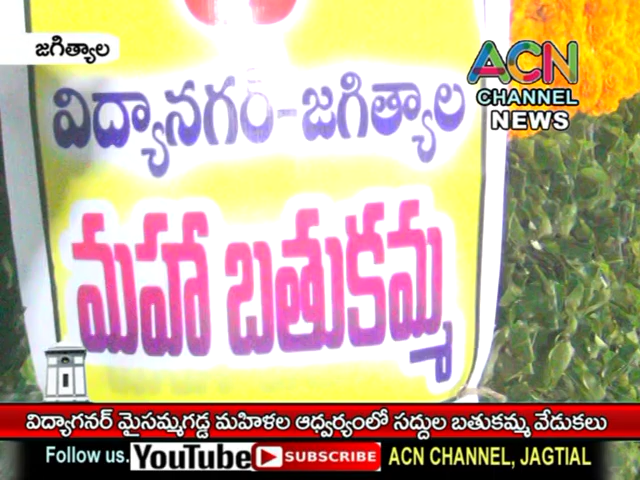 జగిత్యాల
ACN
CHANNEL
NEWS
విద్యానగర్-జగిత్యాల
మహా బతుకమ్మ
విద్యాగనర్ మైసమ్మగడ్డ మహిళల ఆధ్వర్యంలో సద్దుల బతుకమ్మ వేడుకలు
Follow us. YouTube SUBSCRIBE ACN CHANNEL, JAGTIAL